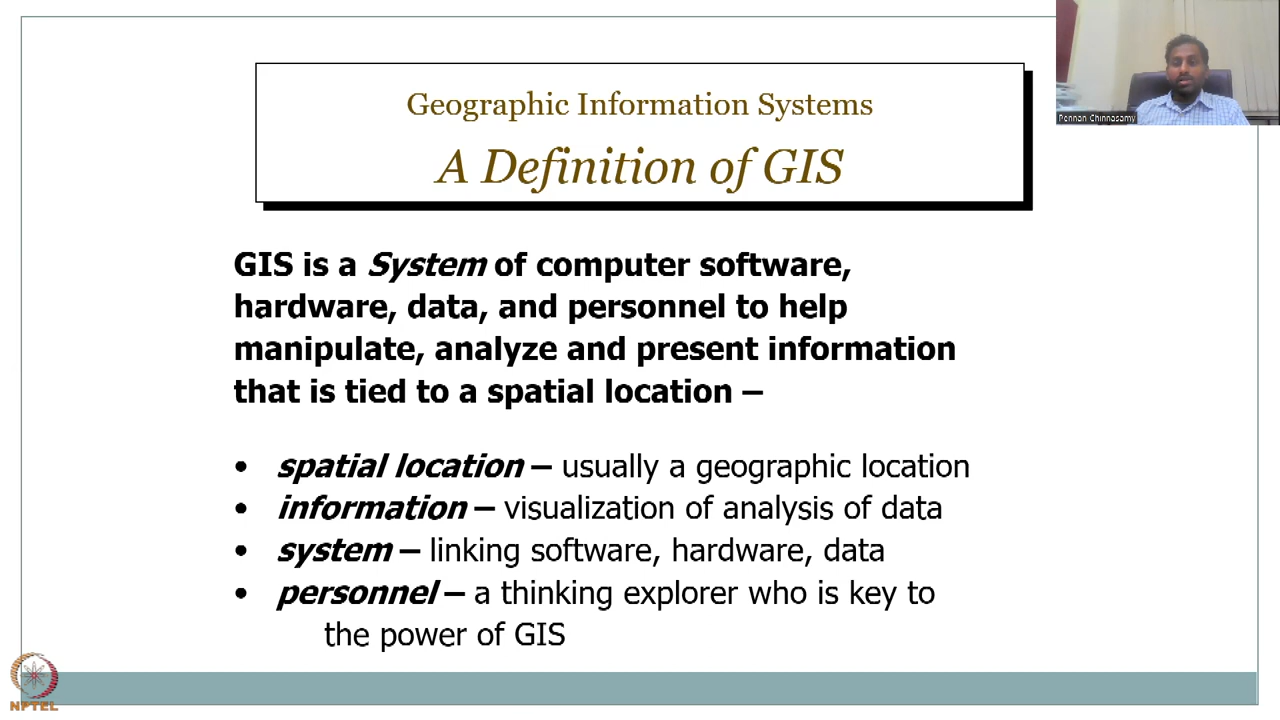 Geographic Information Systems
A Definition of GIS
Pennan Chinnasamy
GIS is a System of computer software,
hardware, data, and personnel to help
manipulate, analyze and present information
that is tied to a spatial location –
• spatial location – usually a geographic location
• information – visualization of analysis of data
• system – linking software, hardware, data
• personnel – a thinking explorer who is key to
the power of GIS
NPTEL